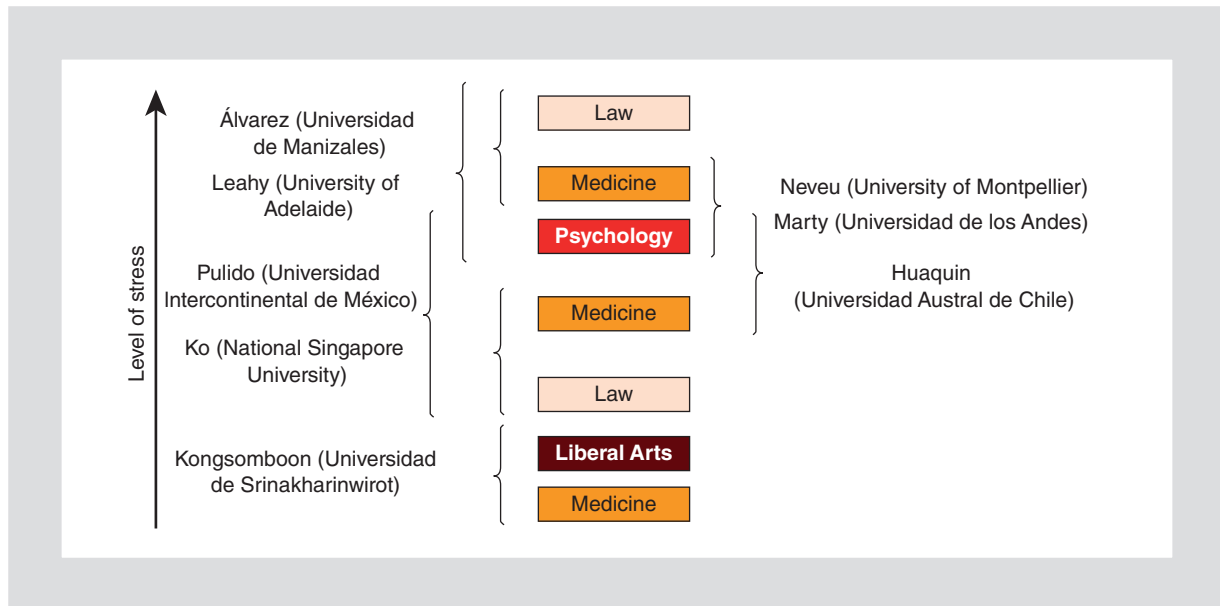 Level of stress
Álvarez (Universidad
de Manizales)
Leahy (University of
Adelaide)
Pulido (Universidad
Intercontinental de México)
Ko (National Singapore
University)
Kongsomboon (Universidad
de Srinakharinwirot)
Law
Medicine
Psychology
Medicine
Law
Liberal Arts
Medicine
Neveu (University of Montpellier)
Marty (Universidad de los Andes)
Huaquin
(Universidad Austral de Chile)